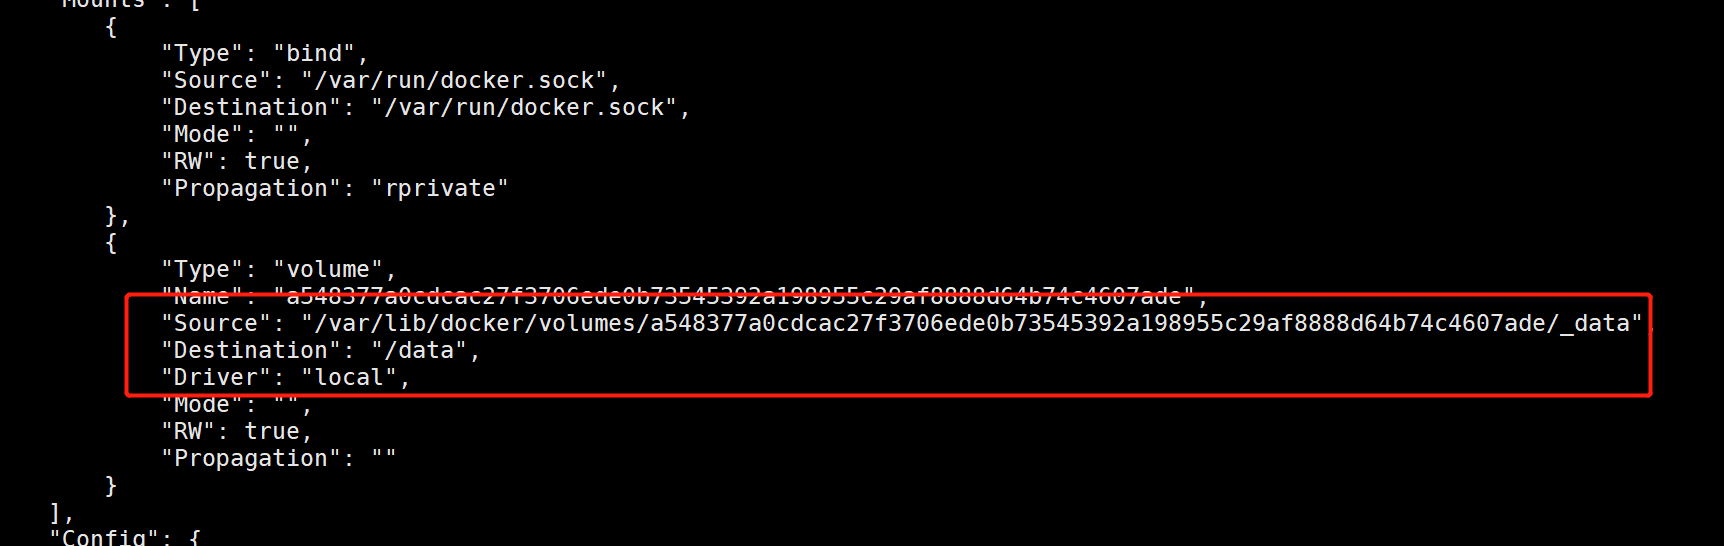 "Mounts": [
{
"Type": "bind",
"Source": "/var/run/docker.sock",
"Destination": "/var/run/docker.sock",
"Mode": "",
"RW": true,
"Propagation": "rprivate"
},
{
"Type": "volume",
"Name": "a548377a0cdcac27f3706ede0b73545392a198955c29af8888d64b74c4607ade",
"Source": "/var/lib/docker/volumes/a548377a0cdcac27f3706ede0b73545392a198955c29af8888d64b74c4607ade/_data",
"Destination": "/data",
"Driver": "local",
"Mode": "",
"RW": true,
"Propagation": ""
}
],
"Config": {